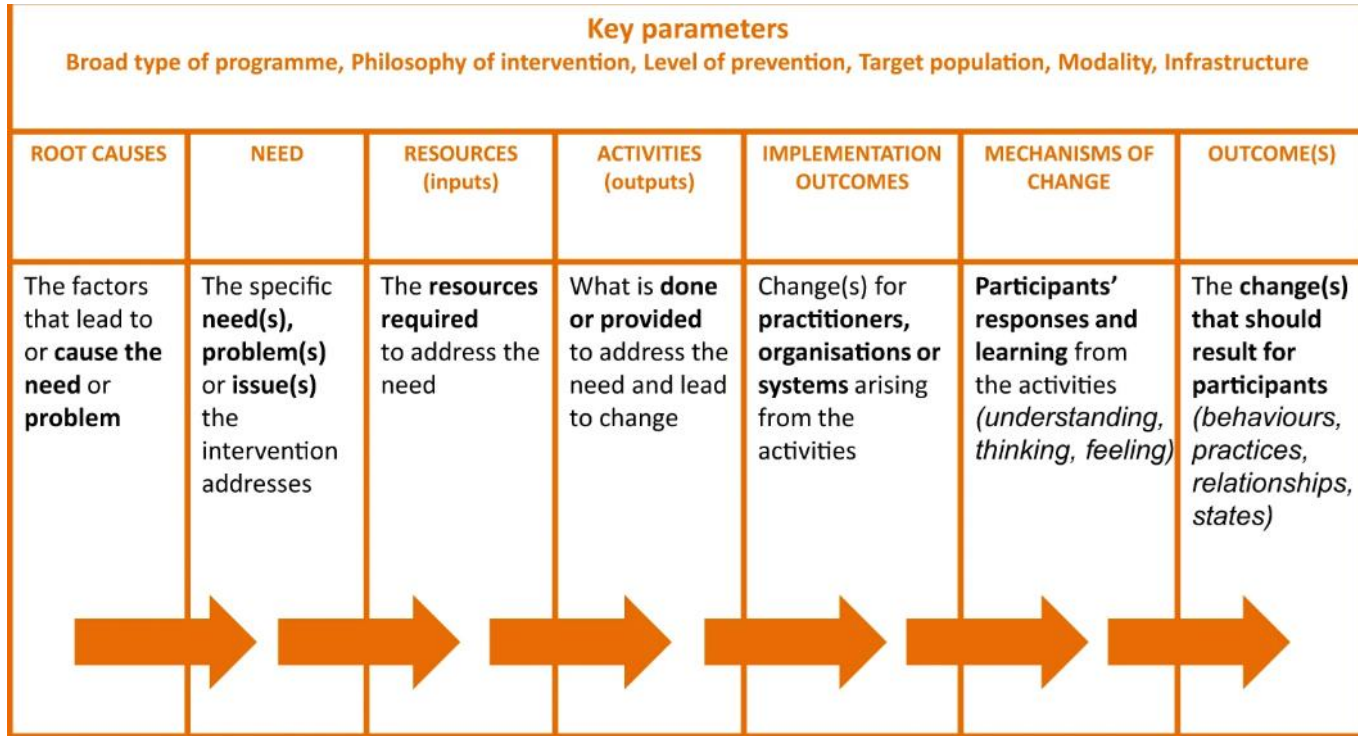 Key parameters
Broad type of programme, Philosophy of intervention, Level of prevention, Target population, Modality, Infrastructure
ROOT CAUSES
NEED
RESOURCES
(inputs)
ACTIVITIES
(outputs)
IMPLEMENTATION
OUTCOMES
MECHANISMS OF
CHANGE
OUTCOME(S)
The factors
that lead to
or cause the
need or
problem
The specific
need(s),
problem(s)
or issue(s)
the
intervention
addresses
The resources
required
to address the
need
What is done
or provided
to address the
need and lead
to change
Change(s) for
practitioners,
organisations or
systems arising
from the
activities
Participants'
responses and
learning from
the activities
(understanding,
thinking, feeling)
The change(s)
that should
result for
participants
(behaviours,
practices,
relationships,
states)